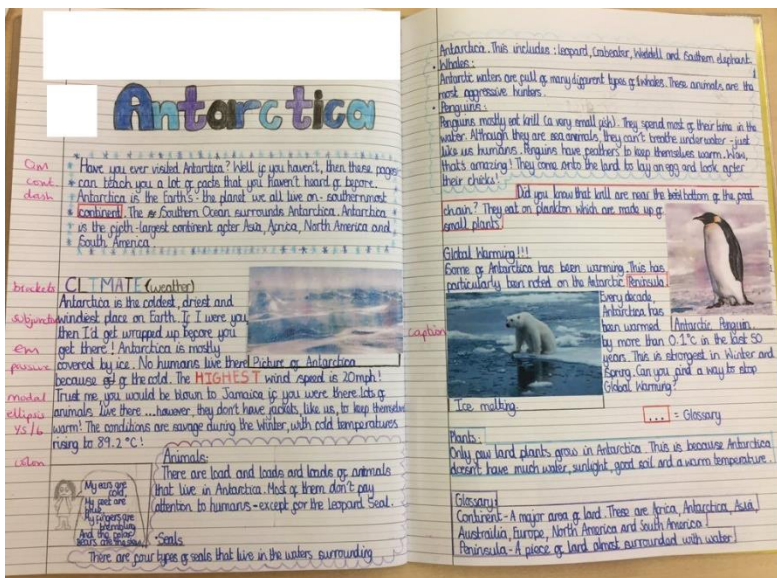 Antarctica
Qm
cont.
dash
Have you ever visited Antarctica? Well if you haven't, then these pages
can teach you a lot of facts that you haven't heard of before.
Antarctica is the Earth's - the planet we all live on - southernmost
continent. The Southern Ocean surrounds Antarctica. Antarctica
is the fifth-largest continent after Asia, Africa, North America and
South America
brackets
subjunctive
em
passive
modal
ellipsis
ys/b
colon
CLIMATE (weather)
Antarctica is the coldest, driest and
windiest place on Earth. If I were you
then I'd get wrapped up before you
get there! Antarctica is mostly
covered by ice. No humans live there
because of the cold. The HIGHEST wind speed is 20mph!
Trust me, you would be blown to Jamaica if you were there. Lots of
animals live there...however, they don't have jackets, like us, to keep themselves
warm! The conditions are savage during the Winter, with cold temperatures
rising to 89.2°C!
Picture of Antarctica
My ears are
cold,
My feet are
My fingers are
trembling
And the polar
bears are
Animals:
There are load and loads and loads of animals
that live in Antarctica. Most of them don't pay
attention to humans - except for the Leopard Seal.
•Seals
There are four types of seals that live in the waters surrounding
Antarctica. This includes: Leopard, Crabeater, Weddell and Southern elephant.
• Whales:
Antarctic waters are full of many different types of whales. These animals are the
most aggressive hunters.
• Penguins:
Penguins mostly eat krill (a very small fish). They spend most of their time in the
water. Although they are sea animals, they can't breathe underwater - just
like us humans. Penguins have feathers to keep themselves warm. Wow,
that's amazing! They come onto the land to lay an egg and look after
their chicks!
Did you know that krill are near the bottom of the food
chain? They eat on plankton which are made up of
small plants.
Global Warming!!!
Some of Antarctica has been warming. This has
particularly been noted on the Antarctic Peninsula.
Every decade,
Antarctica has
been warmed
by more than 0.1°C in the last 50
years. This is strongest in Winter and
Spring. Can you find a way to stop
Global Warming?
caption
Antarctic Penguin
Ice melting.
... = Glossary
Plants:
Only few land plants grow in Antarctica. This is because Antarctica
doesn't have much water, sunlight, good soil and a warm temperature.
Glossary
Continent - A major area of land. These are Africa, Antarctica, Asia,
Austrailia, Europe, North America and South America
Peninsula - A piece of land almost surrounded with water